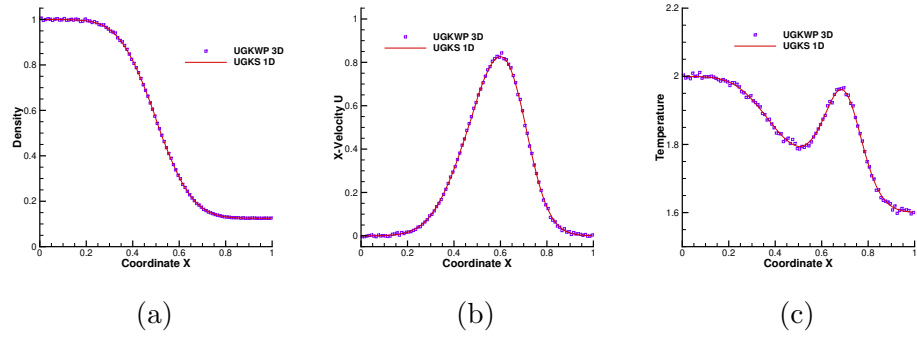 Density
1
0.8
0.6
0.4
0.2
0
0 0.2 0.4 0.6 0.8 1
Coordinate X
UGKWP 3D
UGKS 1D
(a)
X-Velocity U
1
0.8
0.6
0.4
0.2
0
0 0.2 0.4 0.6 0.8 1
Coordinate X
UGKWP 3D
UGKS 1D
(b)
Temperature
2.2
2
1.8
1.6
0 0.2 0.4 0.6 0.8 1
Coordinate X
UGKWP 3D
UGKS 1D
(c)